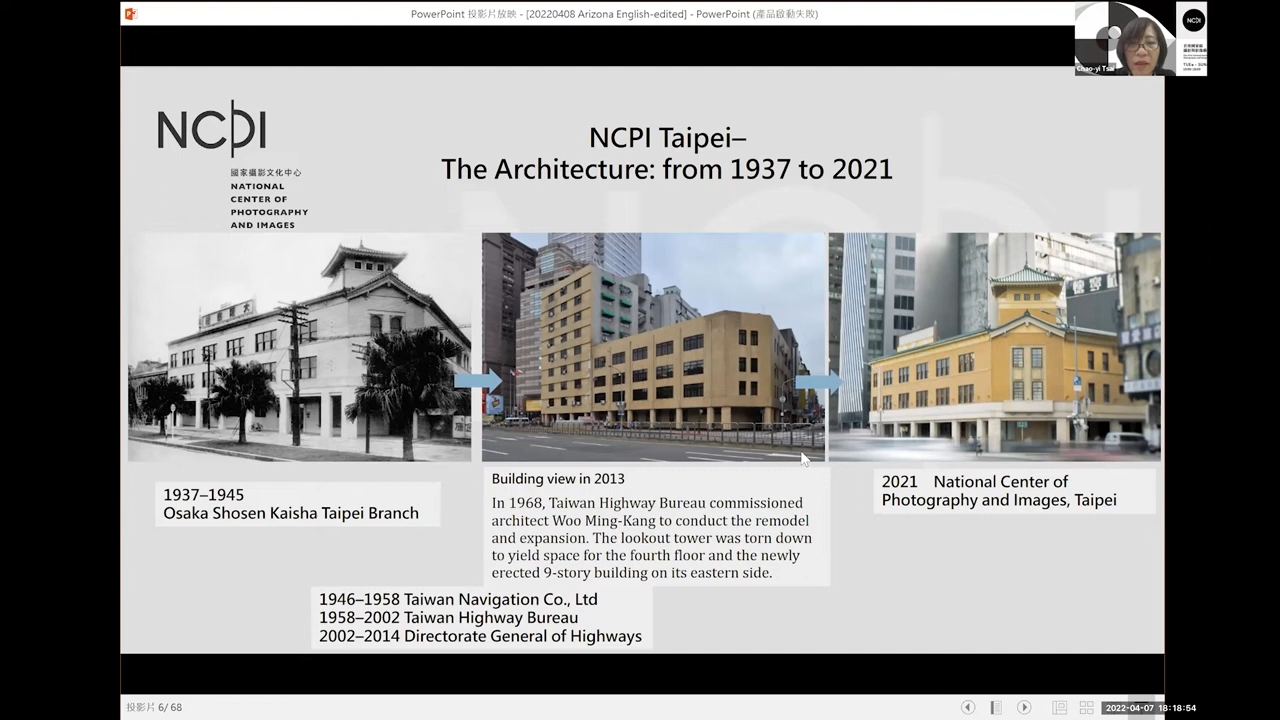 PowerPoint 投影片放映 - [20220408 Arizona English-edited] - PowerPoint (產品啟動失敗)
NCPI
Chao-yi Tsai
NCPI
國家攝影文化中心
NATIONAL
CENTER OF
PHOTOGRAPHY
AND IMAGES
NCPI Taipei–
The Architecture: from 1937 to 2021
1937–1945
Osaka Shosen Kaisha Taipei Branch
Building view in 2013
In 1968, Taiwan Highway Bureau commissioned
architect Woo Ming-Kang to conduct the remodel
and expansion. The lookout tower was torn down
to yield space for the fourth floor and the newly
erected 9-story building on its eastern side.
2021 National Center of
Photography and Images, Taipei
1946–1958 Taiwan Navigation Co., Ltd
1958–2002 Taiwan Highway Bureau
2002–2014 Directorate General of Highways
投影片 6/ 68
2022-04-07 18:18:54